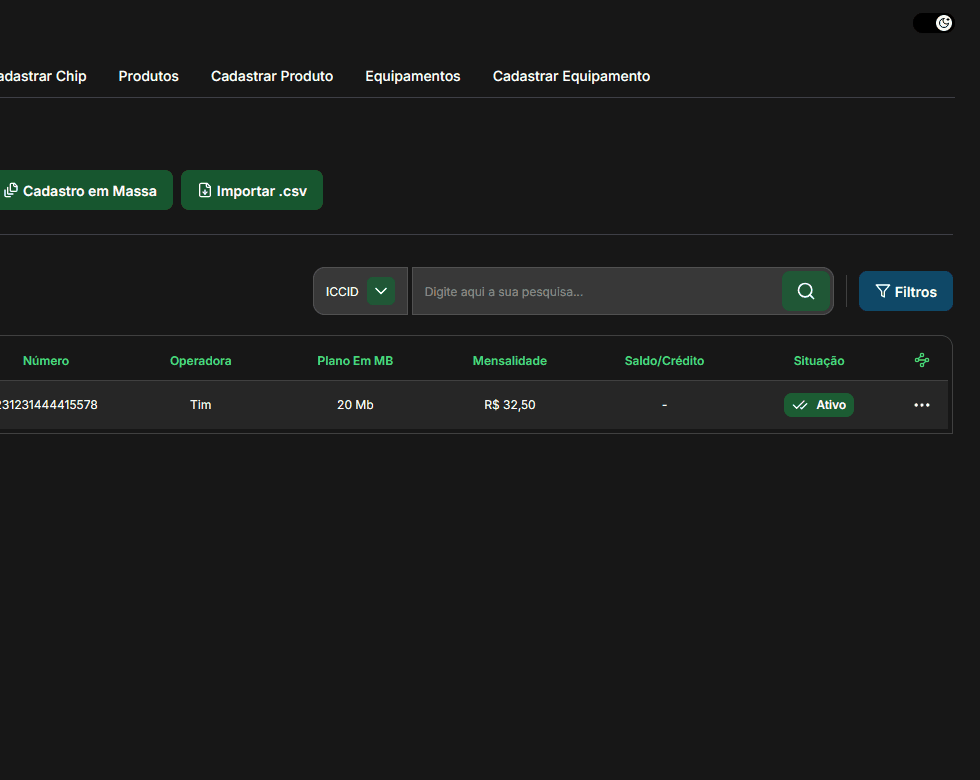 adastrar Chip Produtos Cadastrar Produto Equipamentos Cadastrar Equipamento
Cadastro em Massa Importar .csv
ICCID Digite aqui a sua pesquisa... Filtros
Número Operadora Plano Em MB Mensalidade Saldo/Crédito Situação
231231444415578 Tim 20 Mb R$ 32,50 - Ativo